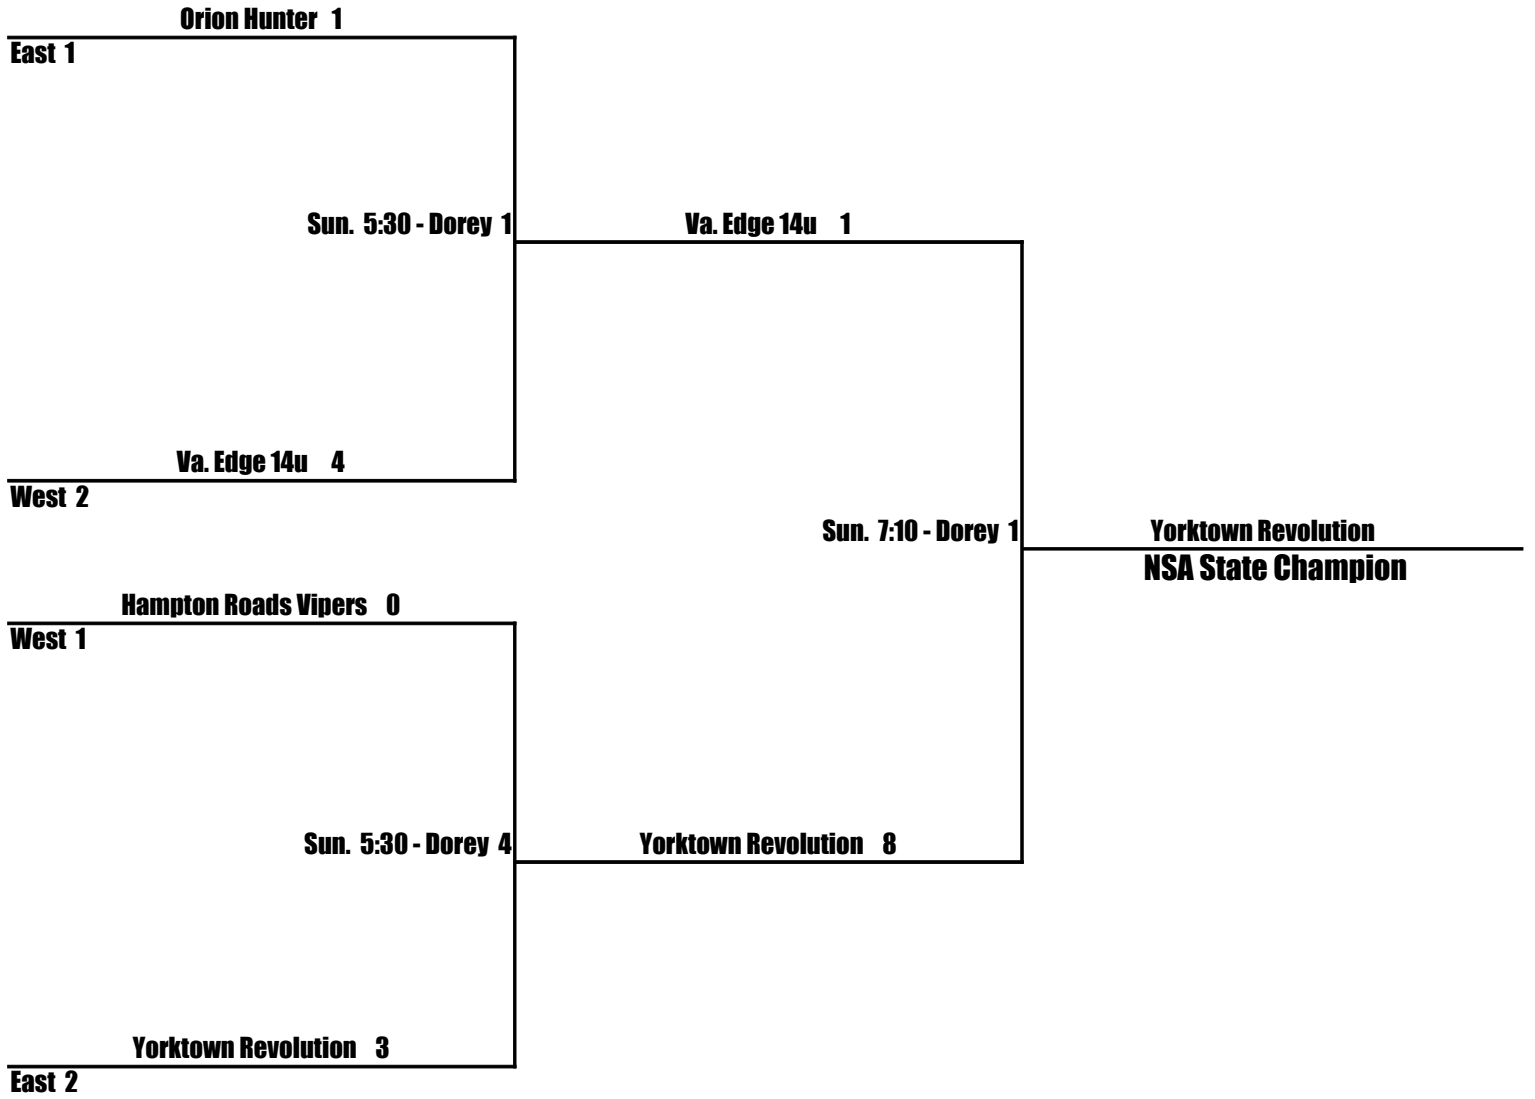 Orion Hunter 1
East 1
Sun. 5:30 - Dorey 1
Va. Edge 14u 1
Va. Edge 14u 4
West 2
Sun. 7:10 - Dorey 1
Yorktown Revolution
NSA State Champion
Hampton Roads Vipers 0
West 1
Sun. 5:30 - Dorey 4
Yorktown Revolution 8
Yorktown Revolution 3
East 2